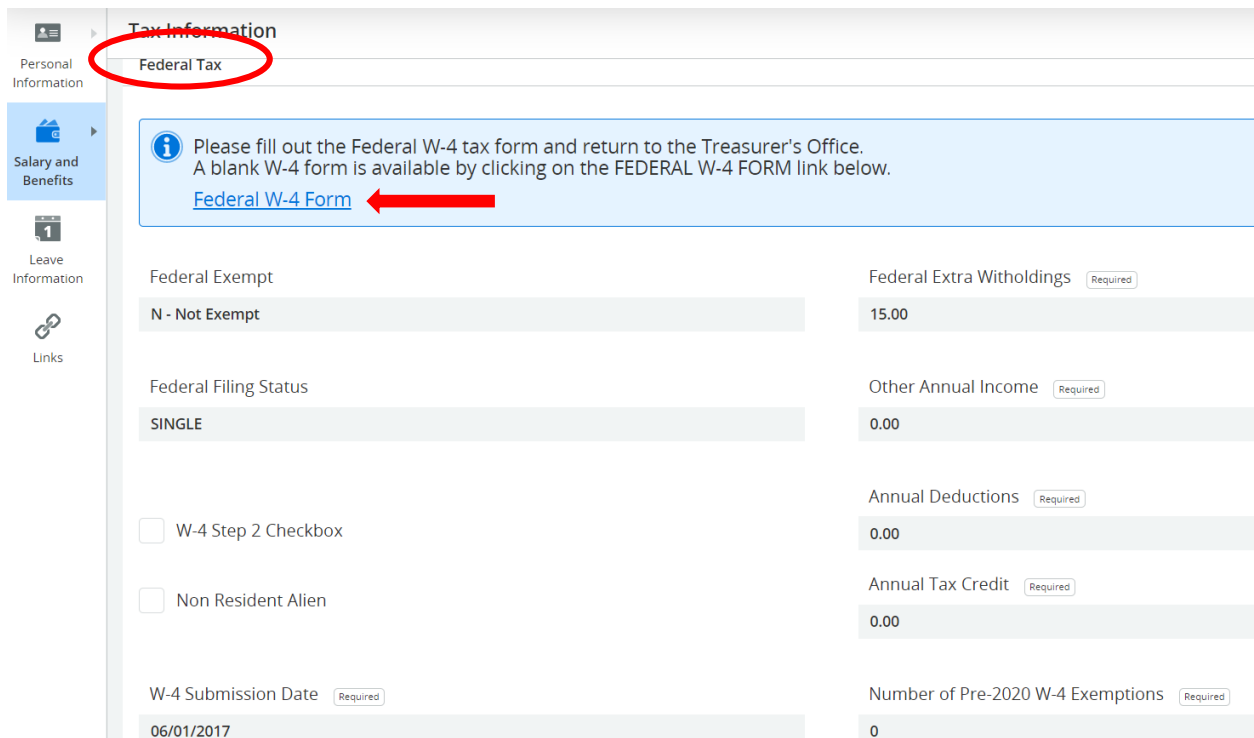 Tax Information
Federal Tax
Personal
Information
Salary and
Benefits
1
Leave
Information
Links
Please fill out the Federal W-4 tax form and return to the Treasurer's Office.
A blank W-4 form is available by clicking on the FEDERAL W-4 FORM link below.
Federal W-4 Form
Federal Exempt
N - Not Exempt
Federal Extra Witholdings Required
15.00
Federal Filing Status
SINGLE
Other Annual Income Required
0.00
Annual Deductions Required
0.00
W-4 Step 2 Checkbox
Annual Tax Credit Required
0.00
Non Resident Alien
W-4 Submission Date Required
06/01/2017
Number of Pre-2020 W-4 Exemptions Required
0